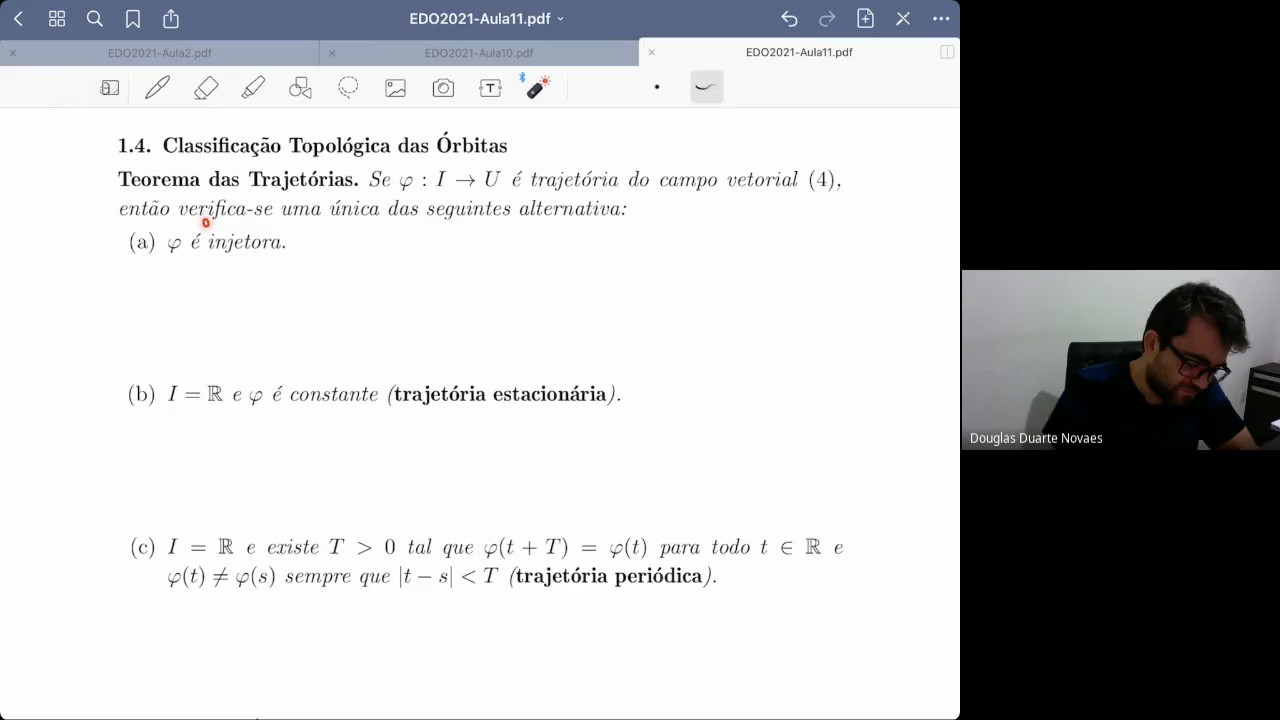 EDO2021-Aula11.pdf
EDO2021-Aula2.pdf
EDO2021-Aula10.pdf
EDO2021-Aula11.pdf
T
1.4. Classificação Topológica das Órbitas
Teorema das Trajetórias. Se φ : I → U é trajetória do campo vetorial (4),
então verifica-se uma única das seguintes alternativa:
(a) φ é injetora.
(b) I = ℝ e φ é constante (trajetória estacionária).
(c) I = ℝ e existe T > 0 tal que φ(t + T) = φ(t) para todo t ∈ ℝ e
φ(t) ≠ φ(s) sempre que |t − s| < T (trajetória periódica).
Douglas Duarte Novaes